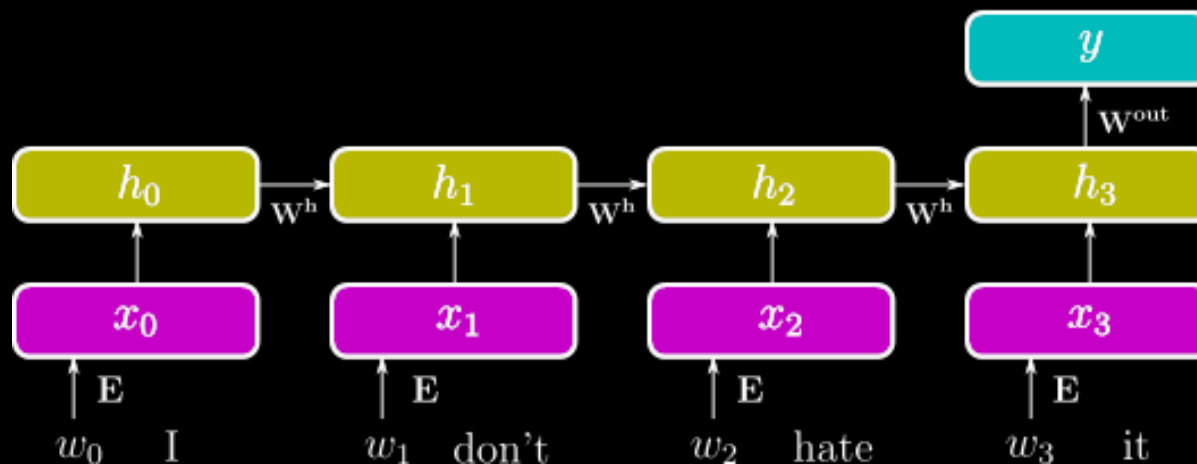 y
W^out
h_0 h_1 h_2 h_3
W^h W^h W^h
x_0 x_1 x_2 x_3
E E E E
w_0 I w_1 don't w_2 hate w_3 it